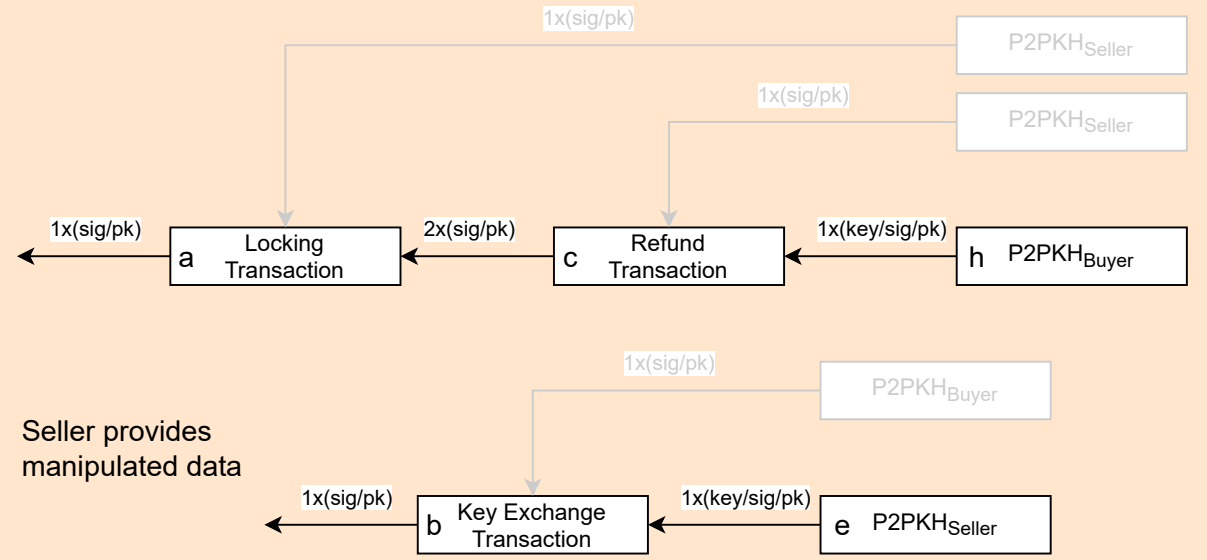 1x(sig/pk)
P2PKHSeller
1x(sig/pk)
P2PKHSeller
1x(sig/pk)
a
Locking
Transaction
2x(sig/pk)
c
Refund
Transaction
1x(key/sig/pk)
h
P2PKHBuyer
1x(sig/pk)
P2PKHBuyer
Seller provides
manipulated data
1x(sig/pk)
b
Key Exchange
Transaction
1x(key/sig/pk)
e
P2PKHSeller